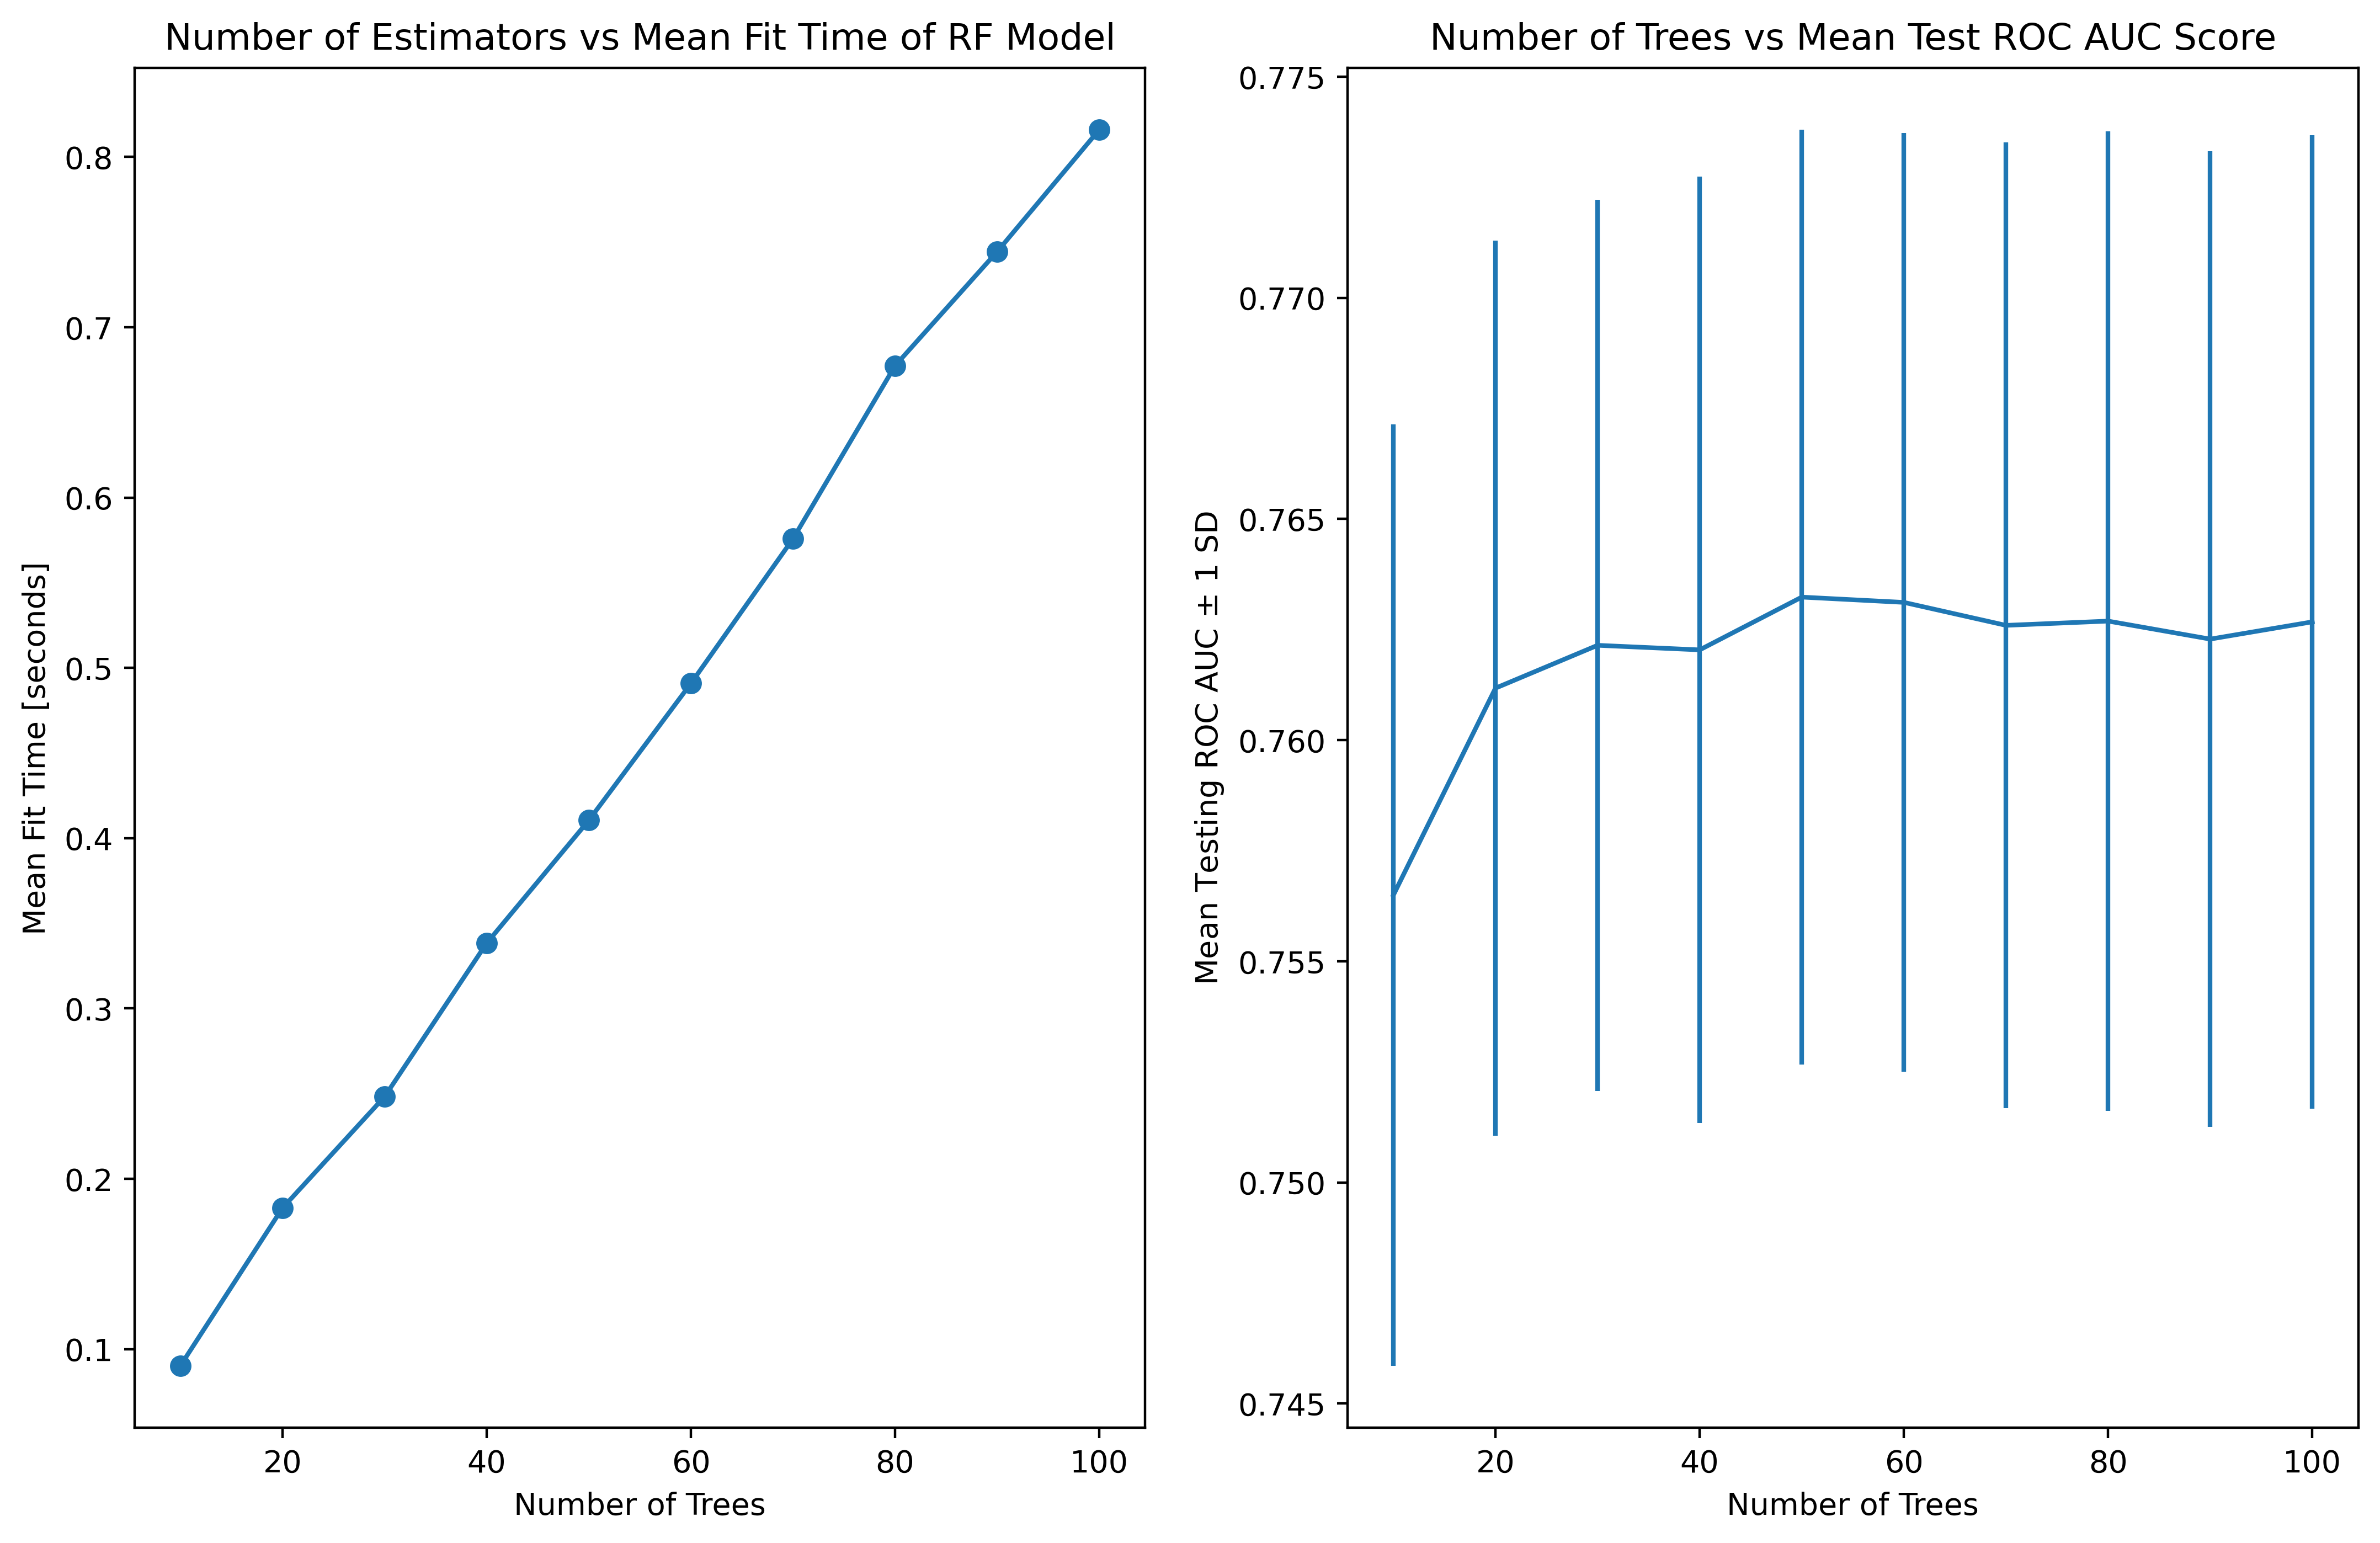 Number of Estimators vs Mean Fit Time of RF Model
Mean Fit Time [seconds]
0.8
0.7
0.6
0.5
0.4
0.3
0.2
0.1
20 40 60 80 100
Number of Trees
Number of Trees vs Mean Test ROC AUC Score
Mean Testing ROC AUC ± 1 SD
0.775
0.770
0.765
0.760
0.755
0.750
0.745
20 40 60 80 100
Number of Trees